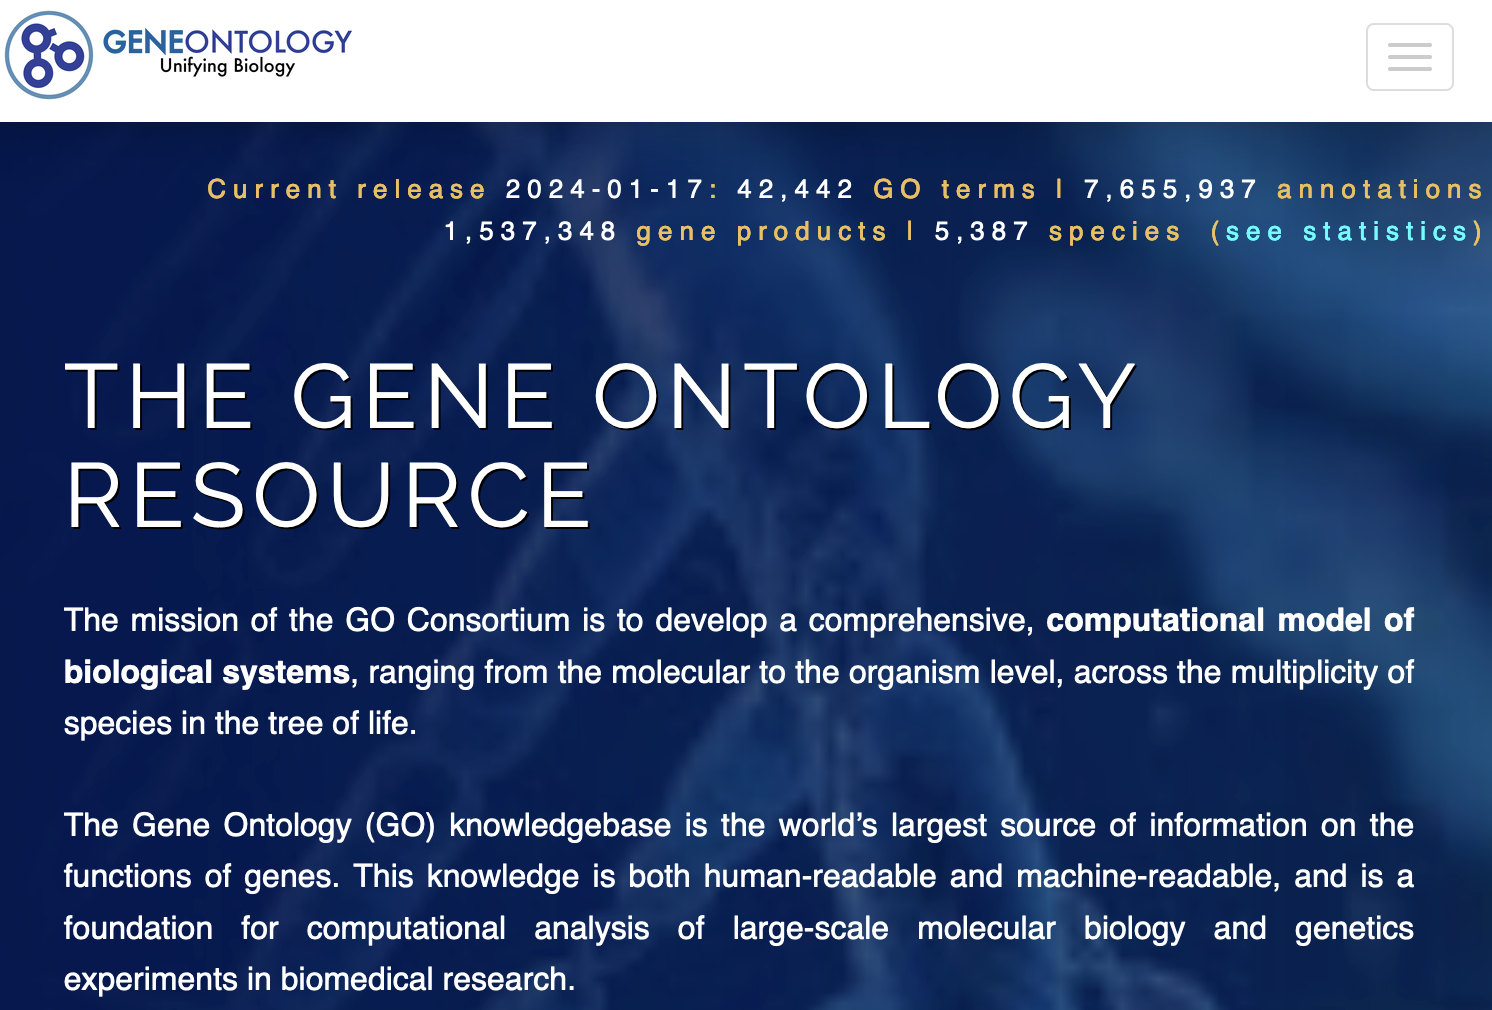 GENEONTOLOGY
Unifying Biology
Current release 2024-01-17: 42,442 GO terms | 7,655,937 annotations
1,537,348 gene products | 5,387 species (see statistics)
THE GENE ONTOLOGY
RESOURCE
The mission of the GO Consortium is to develop a comprehensive, computational model of
biological systems, ranging from the molecular to the organism level, across the multiplicity of
species in the tree of life.
The Gene Ontology (GO) knowledgebase is the world’s largest source of information on the
functions of genes. This knowledge is both human-readable and machine-readable, and is a
foundation for computational analysis of large-scale molecular biology and genetics
experiments in biomedical research.